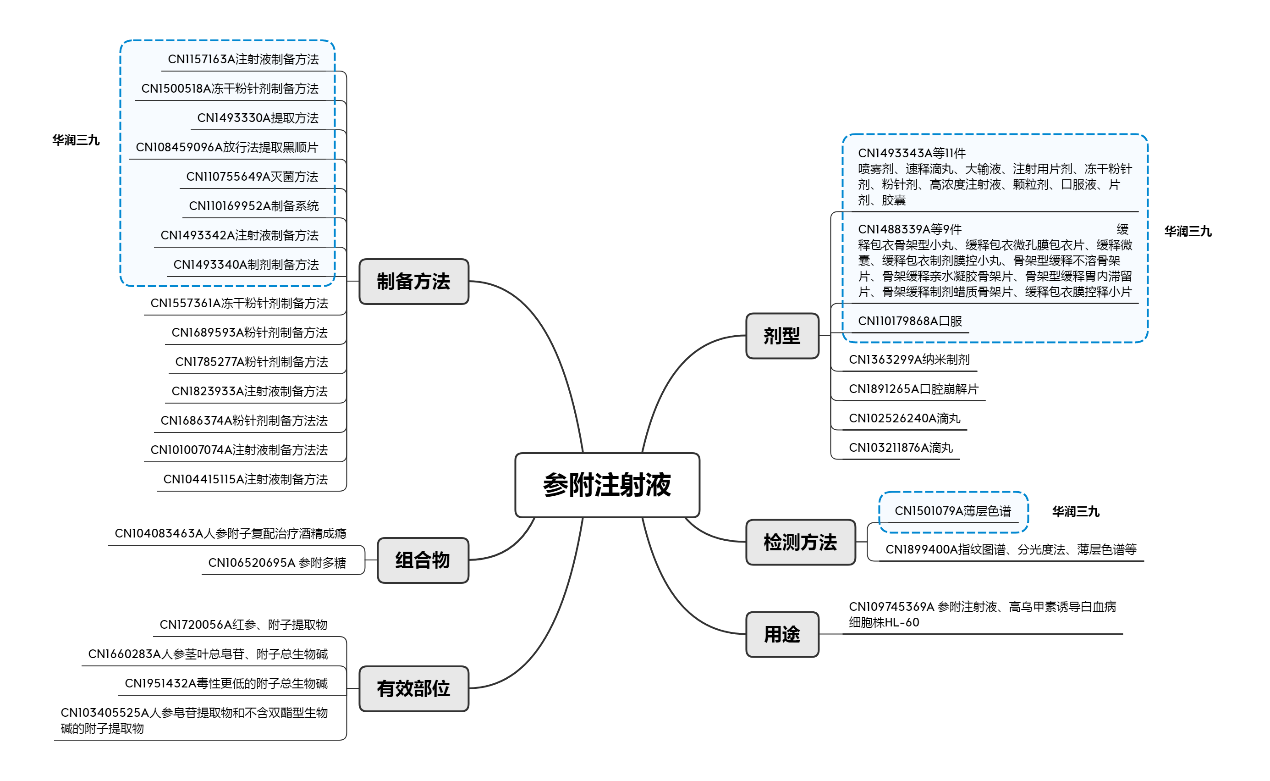 参附注射液
制备方法
华润三九
CN1157163A注射液制备方法
CN1500518A冻干粉针剂制备方法
CN1493330A提取方法
CN108459096A放行法提取黑顺片
CN110755649A灭菌方法
CN110169952A制备系统
CN1493342A注射液制备方法
CN1493340A制剂制备方法
CN1557361A冻干粉针剂制备方法
CN1689593A粉针剂制备方法
CN1785277A粉针剂制备方法
CN1823933A注射液制备方法
CN1686374A粉针剂制备方法法
CN101007074A注射液制备方法法
CN104415115A注射液制备方法
组合物
CN104083463A人参附子复配治疗酒精成瘾
CN106520695A 参附多糖
有效部位
CN1720056A红参、附子提取物
CN1660283A人参茎叶总皂苷、附子总生物碱
CN1951432A毒性更低的附子总生物碱
CN103405525A人参皂苷提取物和不含双酯型生物
碱的附子提取物
剂型
CN1493343A等11件
喷雾剂、速释滴丸、大输液、注射用片剂、冻干粉针
剂、粉针剂、高浓度注射液、颗粒剂、口服液、片
剂、胶囊
CN1488339A等9件 缓
释包衣骨架型小丸、缓释包衣微孔膜包衣片、缓释微
囊、缓释包衣制剂膜控小丸、骨架型缓释不溶骨架
片、骨架缓释亲水凝胶骨架片、骨架型缓释胃内滞留
片、骨架缓释制剂蜡质骨架片、缓释包衣膜控释小片
CN110179868A口服
华润三九
CN1363299A纳米制剂
CN1891265A口腔崩解片
CN102526240A滴丸
CN103211876A滴丸
检测方法
CN1501079A薄层色谱
华润三九
CN1899400A指纹图谱、分光度法、薄层色谱等
用途
CN109745369A 参附注射液、高乌甲素诱导白血病
细胞株HL-60